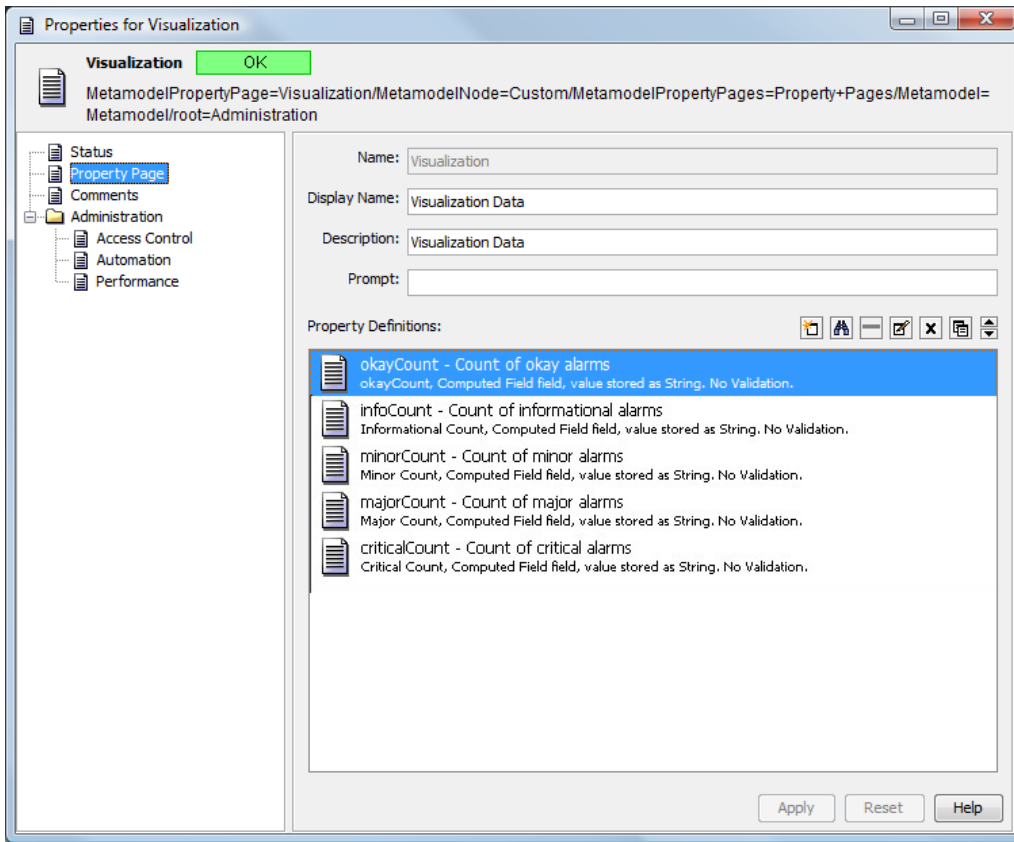 Properties for Visualization
Visualization OK
MetamodelPropertyPage=Visualization/MetamodelNode=Custom/MetamodelPropertyPages=Property+Pages/Metamodel=
Metamodel/root=Administration
Status
Property Page
Comments
Administration
Access Control
Automation
Performance
Name: Visualization
Display Name: Visualization Data
Description: Visualization Data
Prompt:
Property Definitions:
okayCount - Count of okay alarms
okayCount, Computed Field field, value stored as String. No Validation.
infoCount - Count of informational alarms
Informational Count, Computed Field field, value stored as String. No Validation.
minorCount - Count of minor alarms
Minor Count, Computed Field field, value stored as String. No Validation.
majorCount - Count of major alarms
Major Count, Computed Field field, value stored as String. No Validation.
criticalCount - Count of critical alarms
Critical Count, Computed Field field, value stored as String. No Validation.
Apply Reset Help